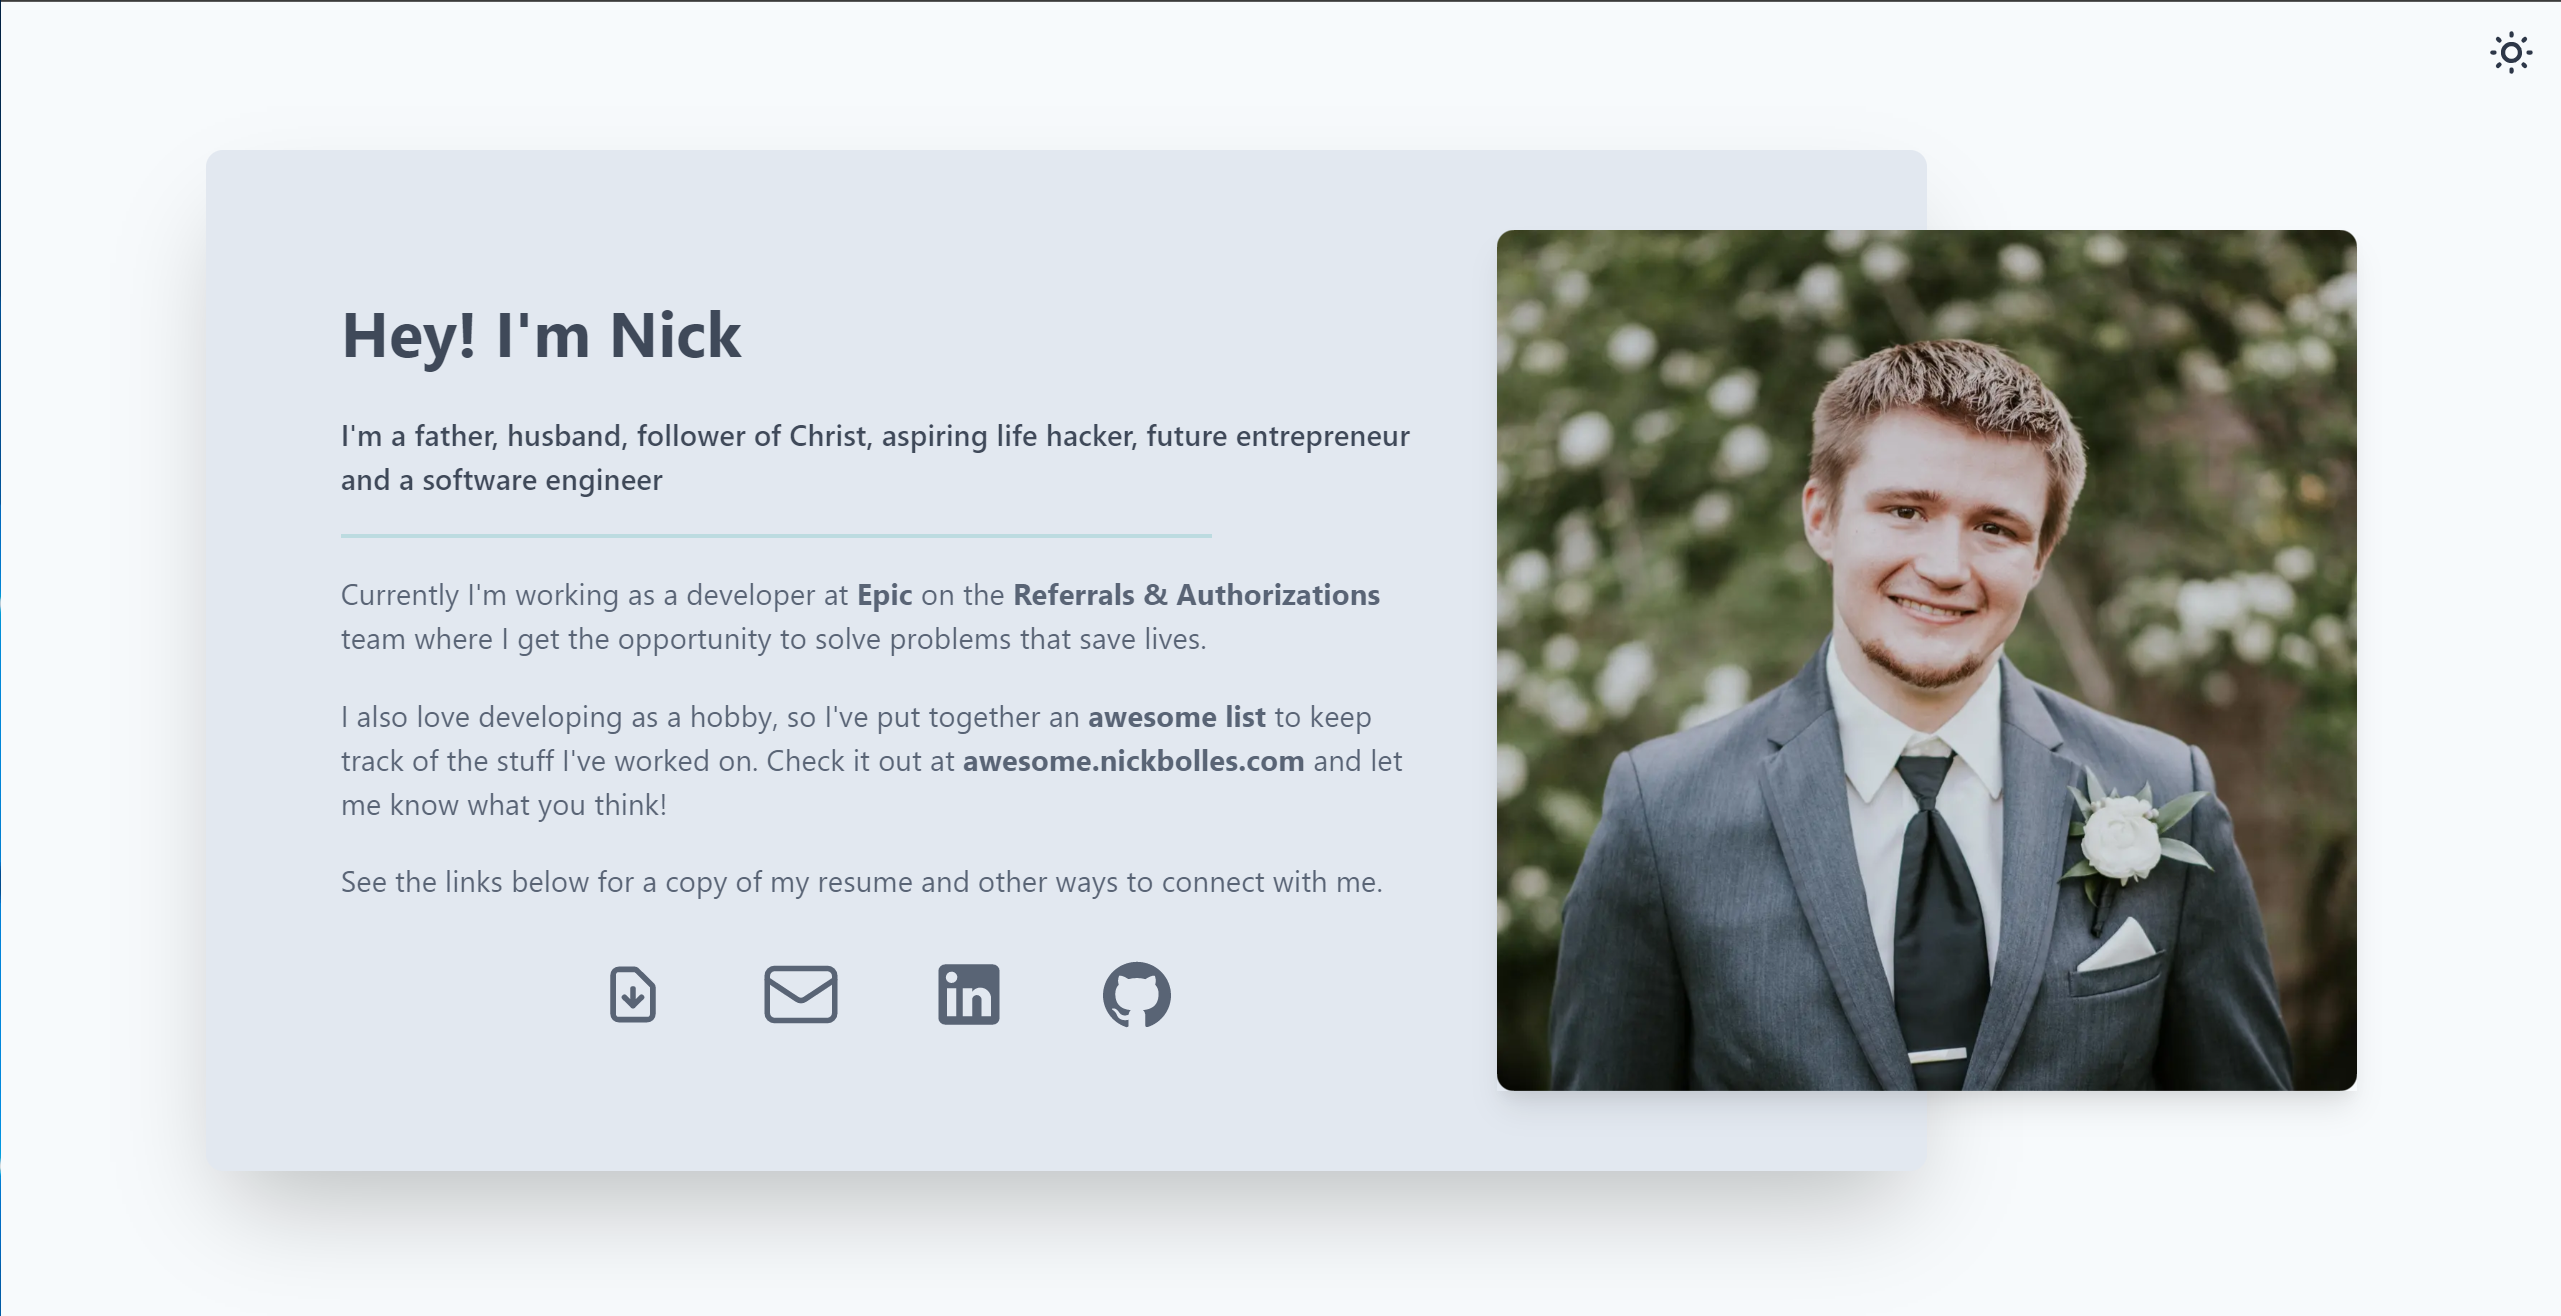 Hey! I'm Nick
I'm a father, husband, follower of Christ, aspiring life hacker, future entrepreneur
and a software engineer
Currently I'm working as a developer at Epic on the Referrals & Authorizations
team where I get the opportunity to solve problems that save lives.
I also love developing as a hobby, so I've put together an awesome list to keep
track of the stuff I've worked on. Check it out at awesome.nickbolles.com and let
me know what you think!
See the links below for a copy of my resume and other ways to connect with me.
in